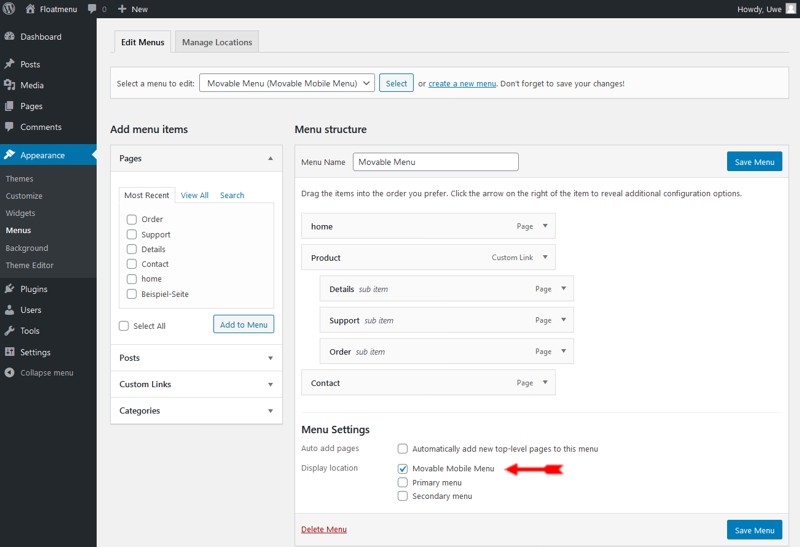 Floatmenu
0
New
Howdy, Uwe
Dashboard
Posts
Media
Pages
Comments
Appearance
Themes
Customize
Widgets
Menus
Background
Theme Editor
Plugins
Users
Tools
Settings
Collapse menu
Edit Menus
Manage Locations
Select a menu to edit: Movable Menu (Movable Mobile Menu) Select or create a new menu. Don't forget to save your changes!
Add menu items
Pages
Most Recent View All Search
Order
Support
Details
Contact
home
Beispiel-Seite
Select All Add to Menu
Posts
Custom Links
Categories
Menu structure
Menu Name Movable Menu Save Menu
Drag the items into the order you prefer. Click the arrow on the right of the item to reveal additional configuration options.
home Page
Product Custom Link
Details sub item Page
Support sub item Page
Order sub item Page
Contact Page
Menu Settings
Auto add pages Automatically add new top-level pages to this menu
Display location Movable Mobile Menu
Primary menu
Secondary menu
Delete Menu Save Menu